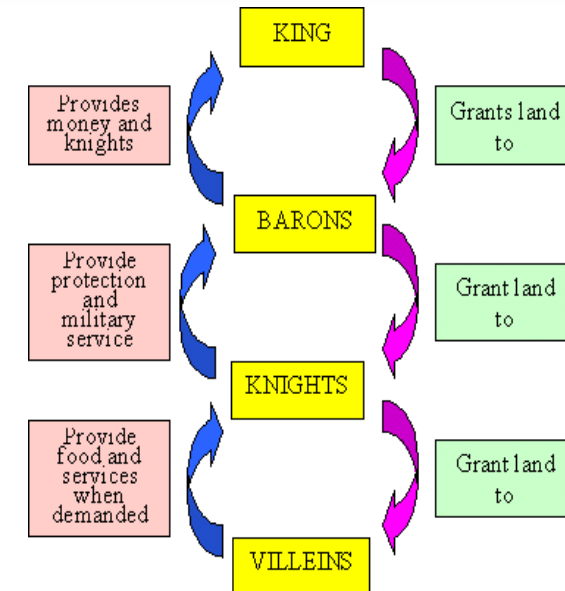 KING
Provides
money and
knights
Grants land
to
BARONS
Provide
protection
and
military
service
Grant land
to
KNIGHTS
Provide
food and
services
when
demanded
Grant land
to
VILLEINS